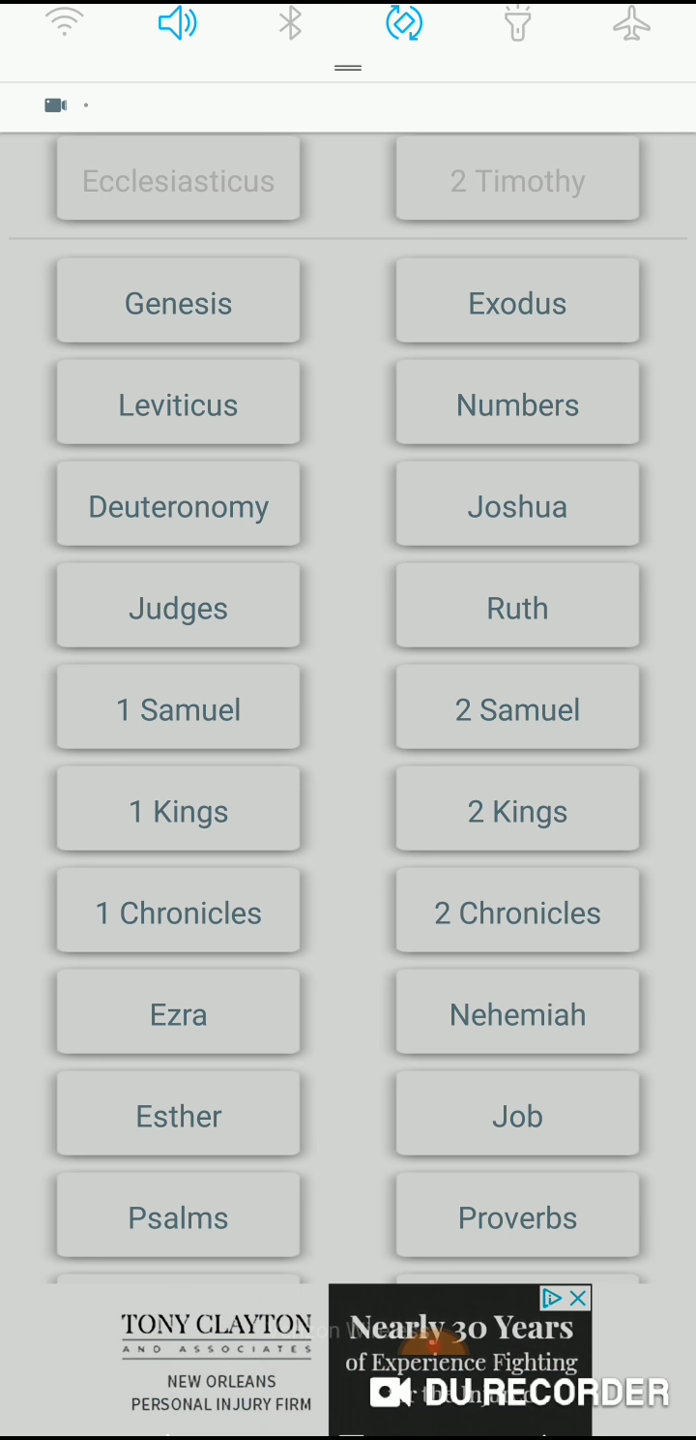 Ecclesiasticus 2 Timothy
Genesis Exodus
Leviticus Numbers
Deuteronomy Joshua
Judges Ruth
1 Samuel 2 Samuel
1 Kings 2 Kings
1 Chronicles 2 Chronicles
Ezra Nehemiah
Esther Job
Psalms Proverbs
TONY CLAYTON
AND ASSOCIATES
NEW ORLEANS
PERSONAL INJURY FIRM
Nearly 30 Years
of Experience Fighting
DU RECORDER